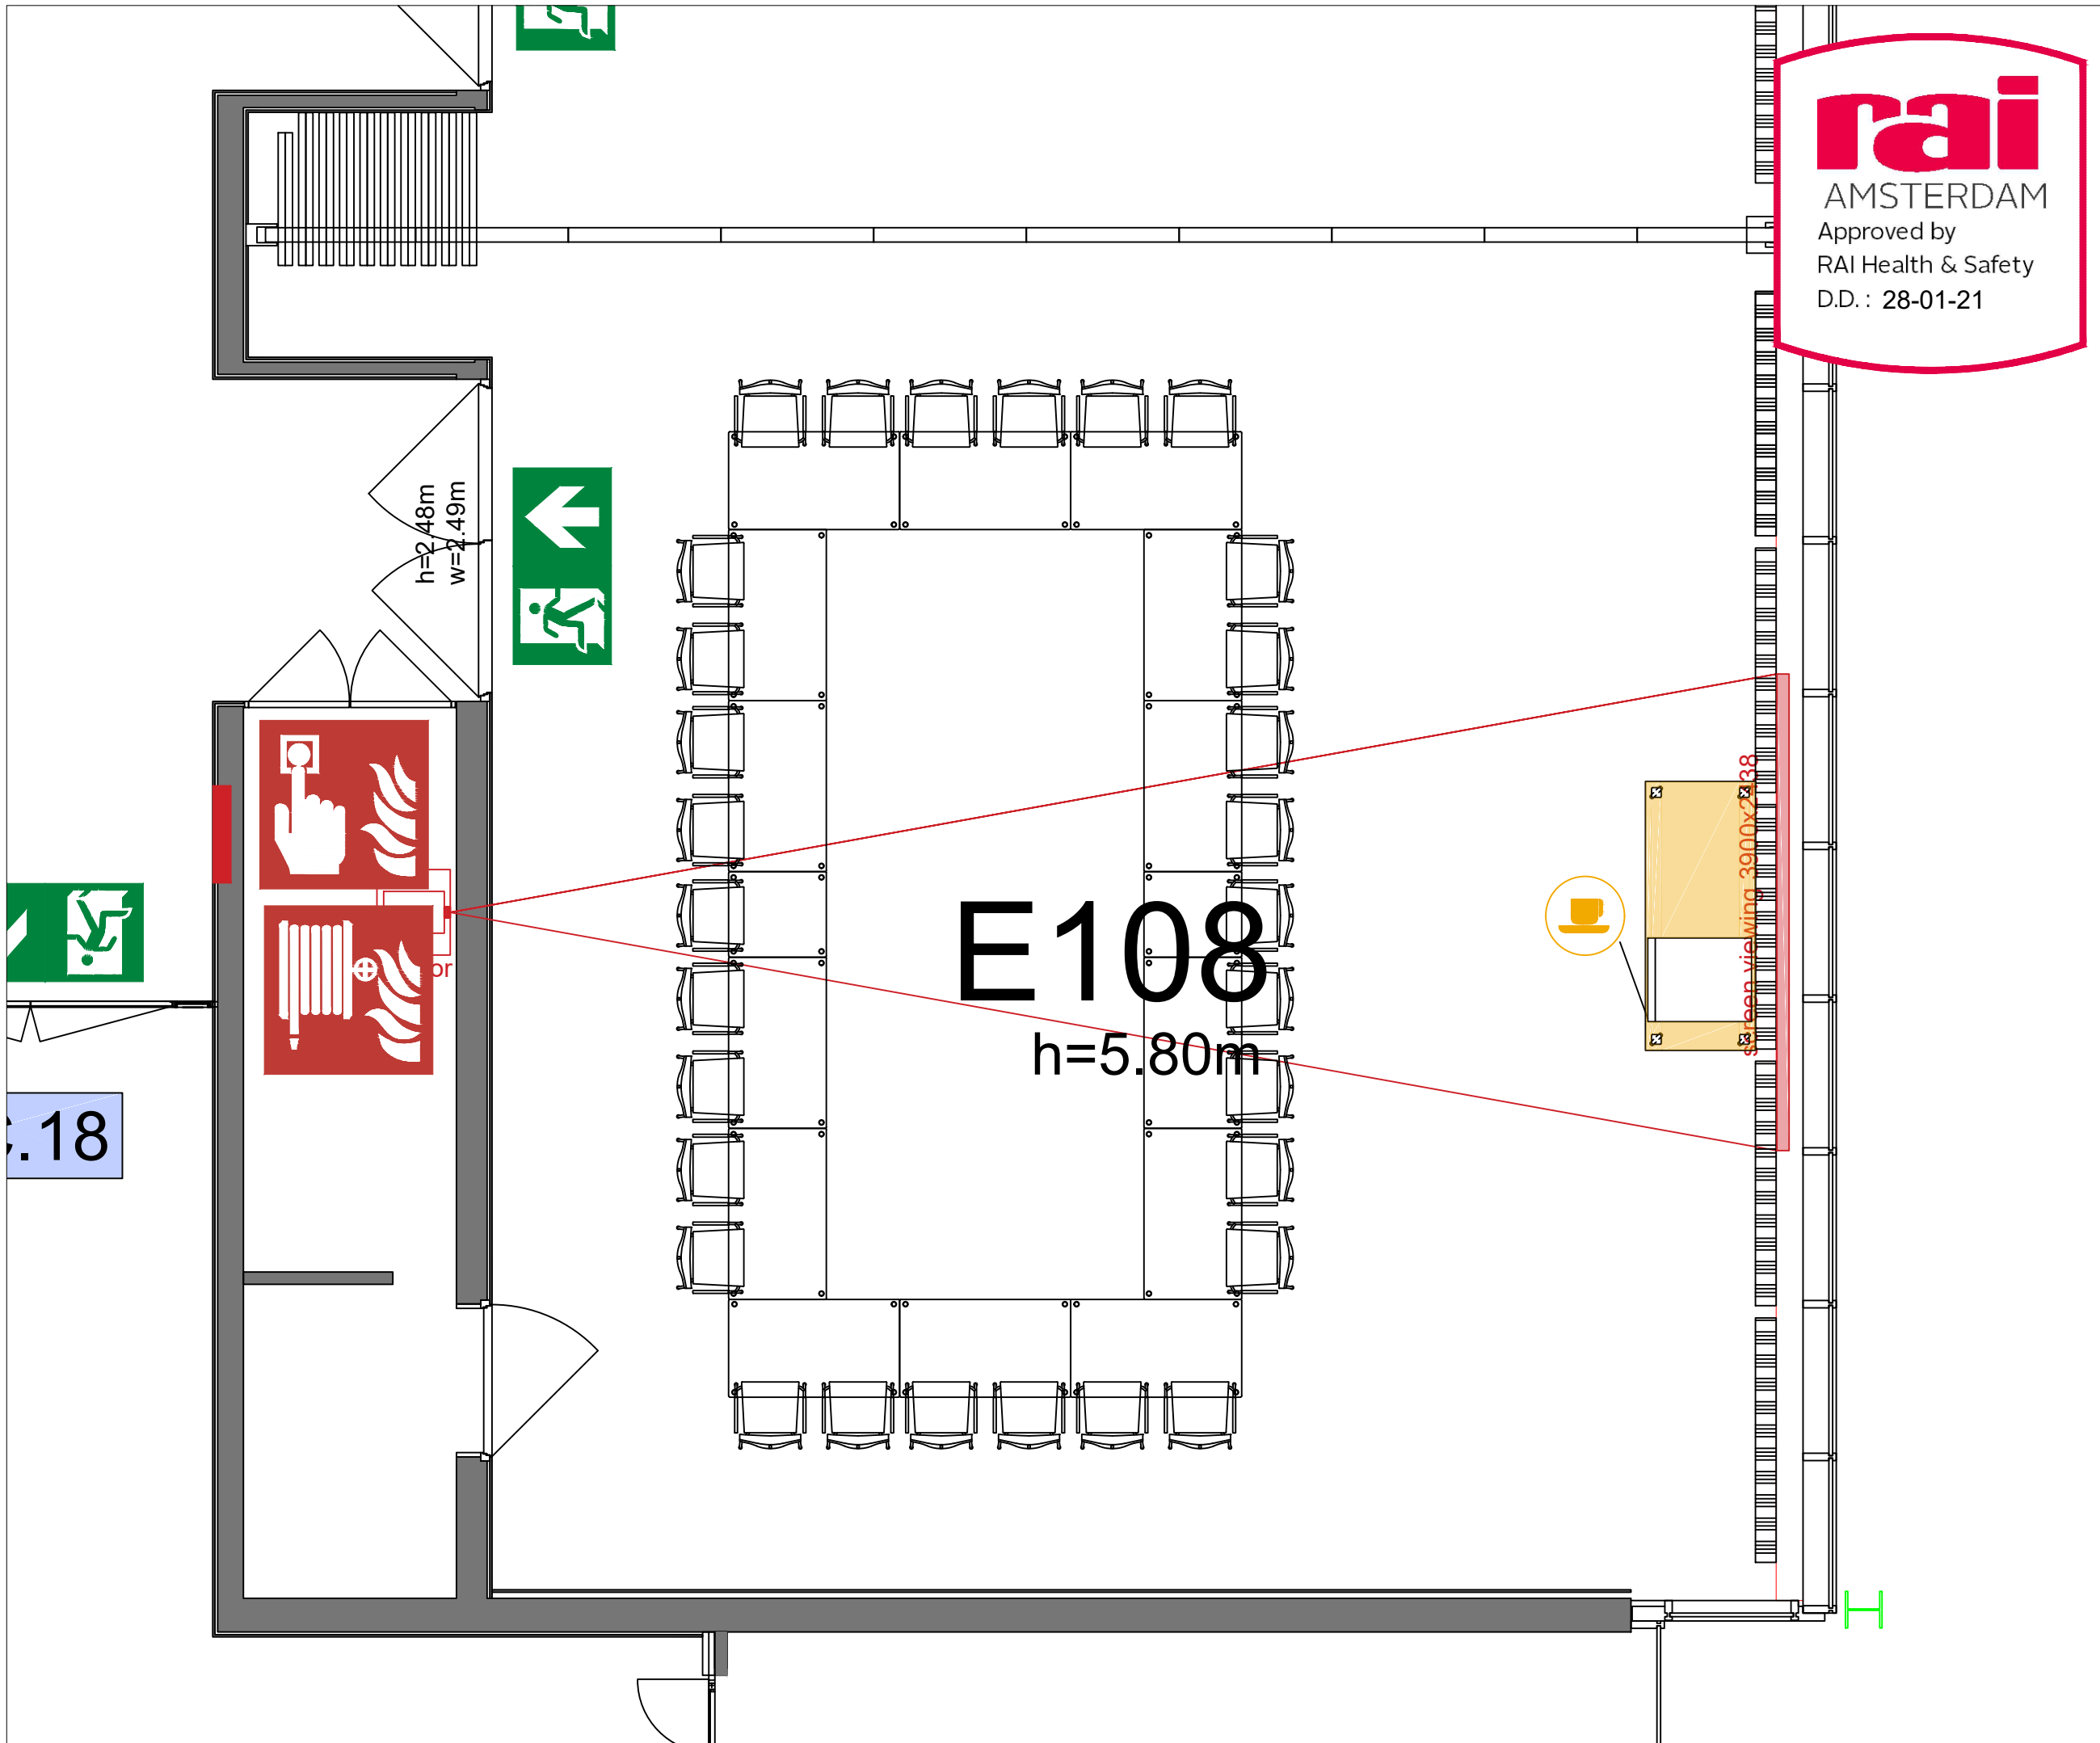 rai
AMSTERDAM
Approved by
RAI Health & Safety
D.D. : 28-01-21
h=2.48m
w=2.49m
screen viewing 3900x2438
E108
h=5.80m
.18